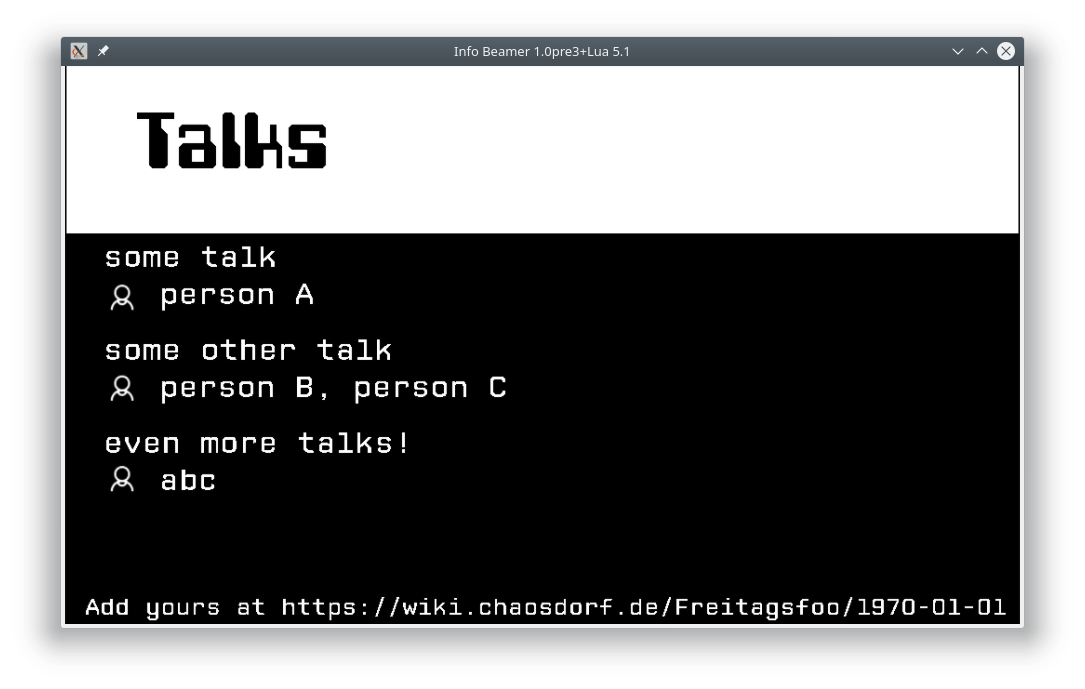 Info Beamer 1.0pre3+Lua 5.1
Talks
some talk
person A
some other talk
person B, person C
even more talks!
abc
Add yours at https://wiki.chaosdorf.de/Freitagsfoo/1970-01-01